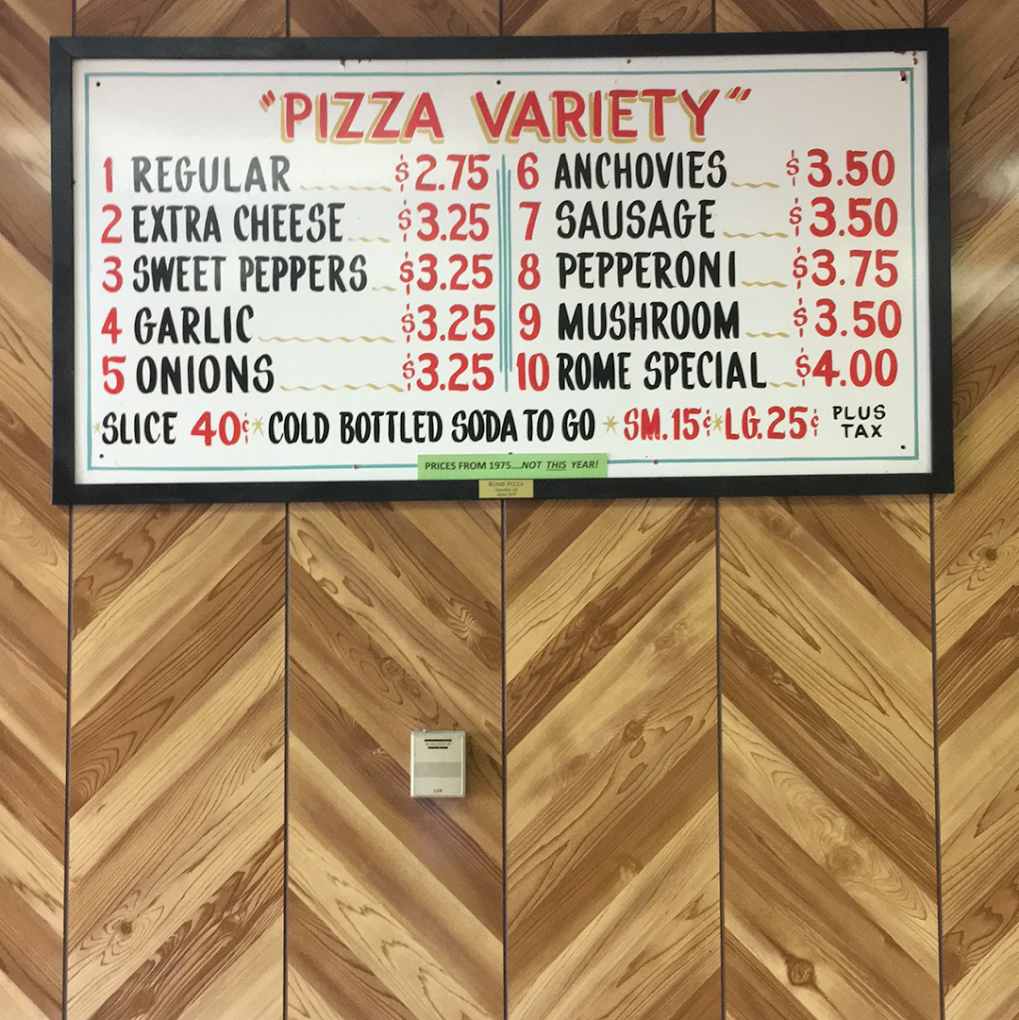 "PIZZA VARIETY"
1 REGULAR $2.75
2 EXTRA CHEESE $3.25
3 SWEET PEPPERS $3.25
4 GARLIC $3.25
5 ONIONS $3.25
6 ANCHOVIES $3.50
7 SAUSAGE $3.50
8 PEPPERONI $3.75
9 MUSHROOM $3.50
10 ROME SPECIAL $4.00
*SLICE 40¢ * COLD BOTTLED SODA TO GO * SM. 15¢ * LG. 25¢ PLUS TAX
PRICES FROM 1975....NOT THIS YEAR!
ROME PIZZA
LUX